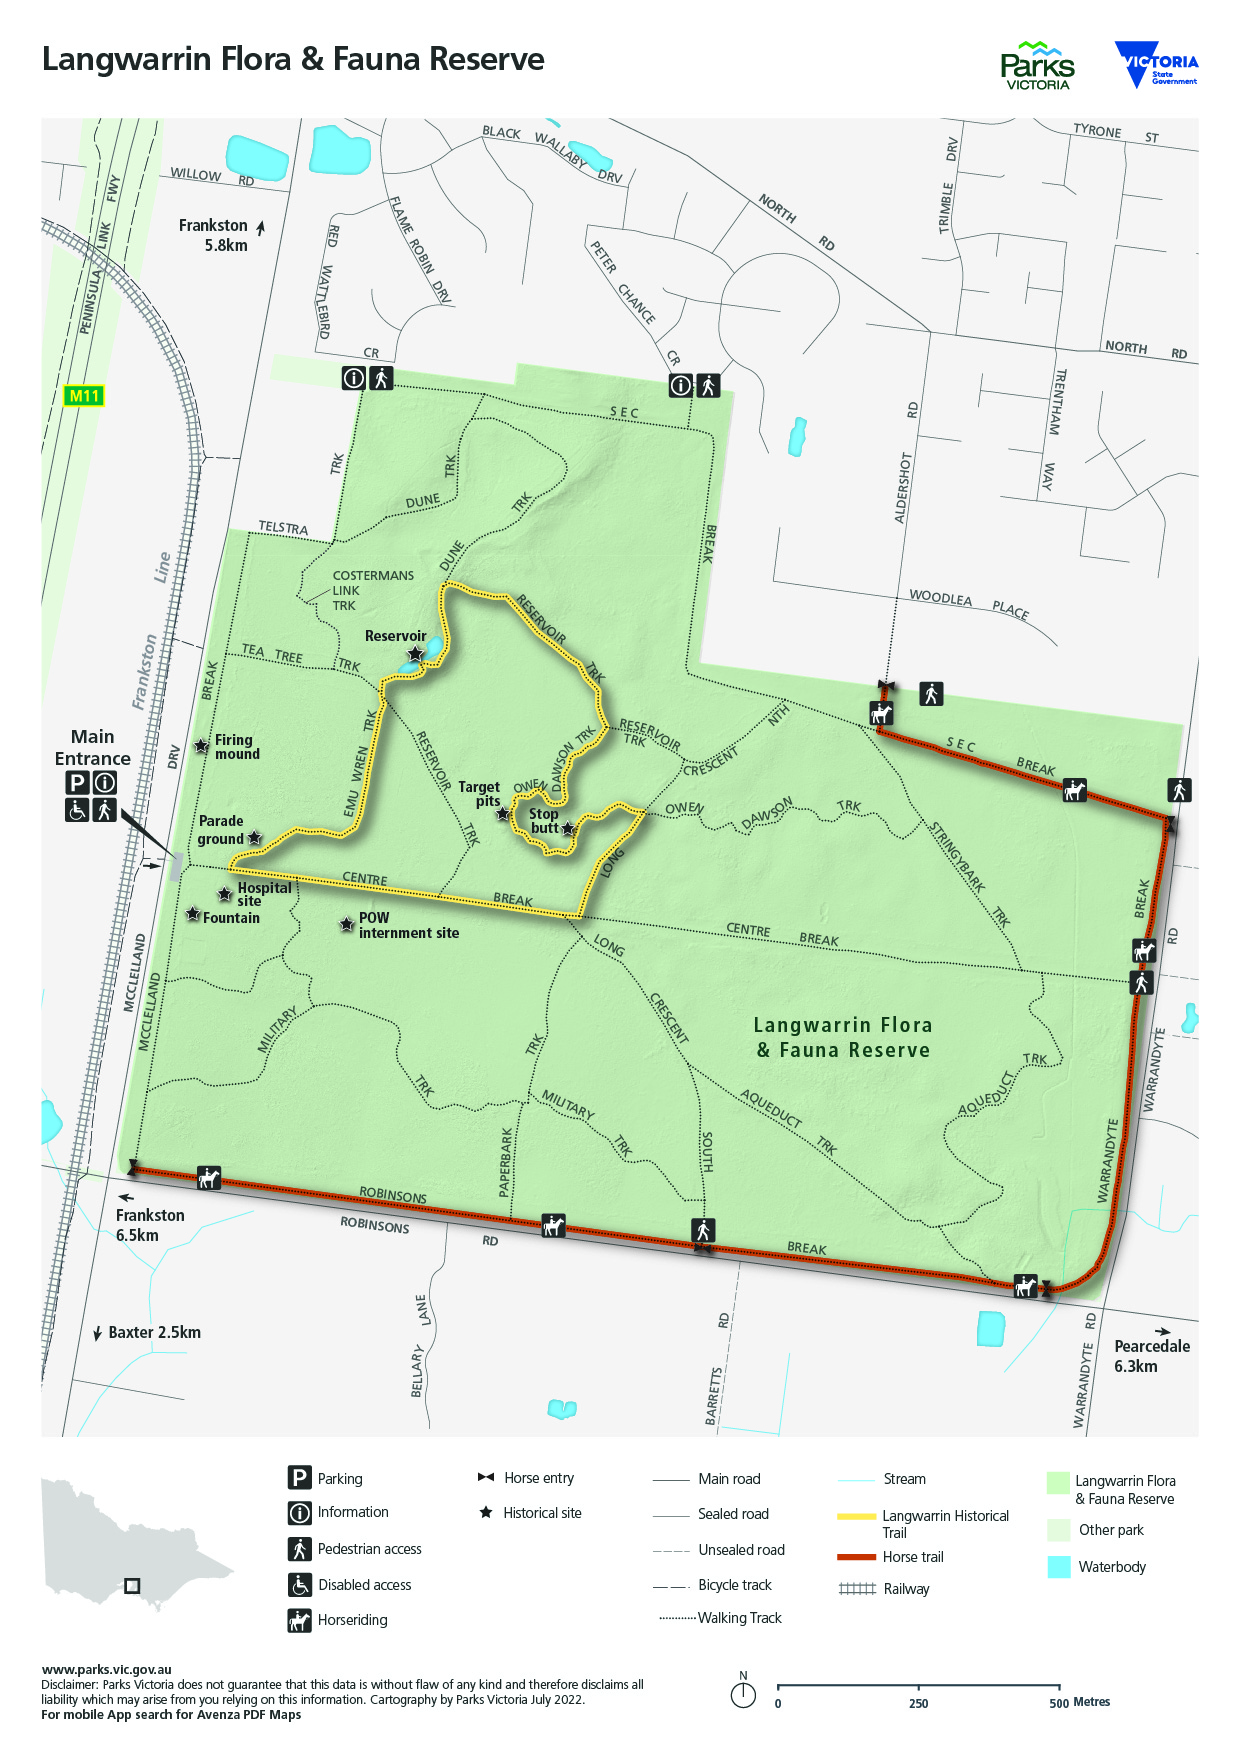 Langwarrin Flora & Fauna Reserve
Parks
VICTORIA
VICTORIA
State
Government
BLACK WALLABY DRV
TYRONE ST
WILLOW RD
PENINSULA LINK FWY
Frankston
5.8km
RED WATTLEBIRD CR
FLAME ROBIN DRV
PETER CHANCE CR
NORTH RD
TRIMBLE DRV
NORTH RD
M11
TRENTHAM WAY
ALDERSHOT RD
SEC
BREAK
TRK
DUNE TRK
DUNE TRK
TELSTRA
COSTERMANS
LINK
TRK
WOODLEA PLACE
Frankston Line
Reservoir
RESERVOIR TRK
TEA TREE TRK
BREAK
Main
Entrance
P
DRV
Firing
mound
EMU WREN TRK
RESERVOIR TRK
RESERVOIR
TRK
CRESCENT NTH
DAWSON TRK
OWEN
Target
pits
Stop
butt
OWEN DAWSON TRK
SEC BREAK
Parade
ground
LONG
STRINGYBARK TRK
CENTRE BREAK
Hospital
site
Fountain
POW
internment site
CENTRE BREAK
BREAK
RD
LONG CRESCENT
SOUTH
MCCLELLAND
MCCLELLAND
MILITARY TRK
TRK
PAPERBARK
MILITARY TRK
Langwarrin Flora
& Fauna Reserve
AQUEDUCT TRK
AQUEDUCT TRK
WARRANDYTE
WARRANDYTE
ROBINSONS
BREAK
ROBINSONS RD
Frankston
6.5km
Baxter 2.5km
BELLARY LANE
BARRETTS RD
WARRANDYTE RD
Pearcedale
6.3km
P Parking
Information
Pedestrian access
Disabled access
Horseriding
Horse entry
Historical site
Main road
Sealed road
Unsealed road
Bicycle track
Walking Track
Stream
Langwarrin Historical
Trail
Horse trail
Railway
Langwarrin Flora
& Fauna Reserve
Other park
Waterbody
www.parks.vic.gov.au
Disclaimer: Parks Victoria does not guarantee that this data is without flaw of any kind and therefore disclaims all
liability which may arise from you relying on this information. Cartography by Parks Victoria July 2022.
For mobile App search for Avenza PDF Maps
N
0 250 500 Metres